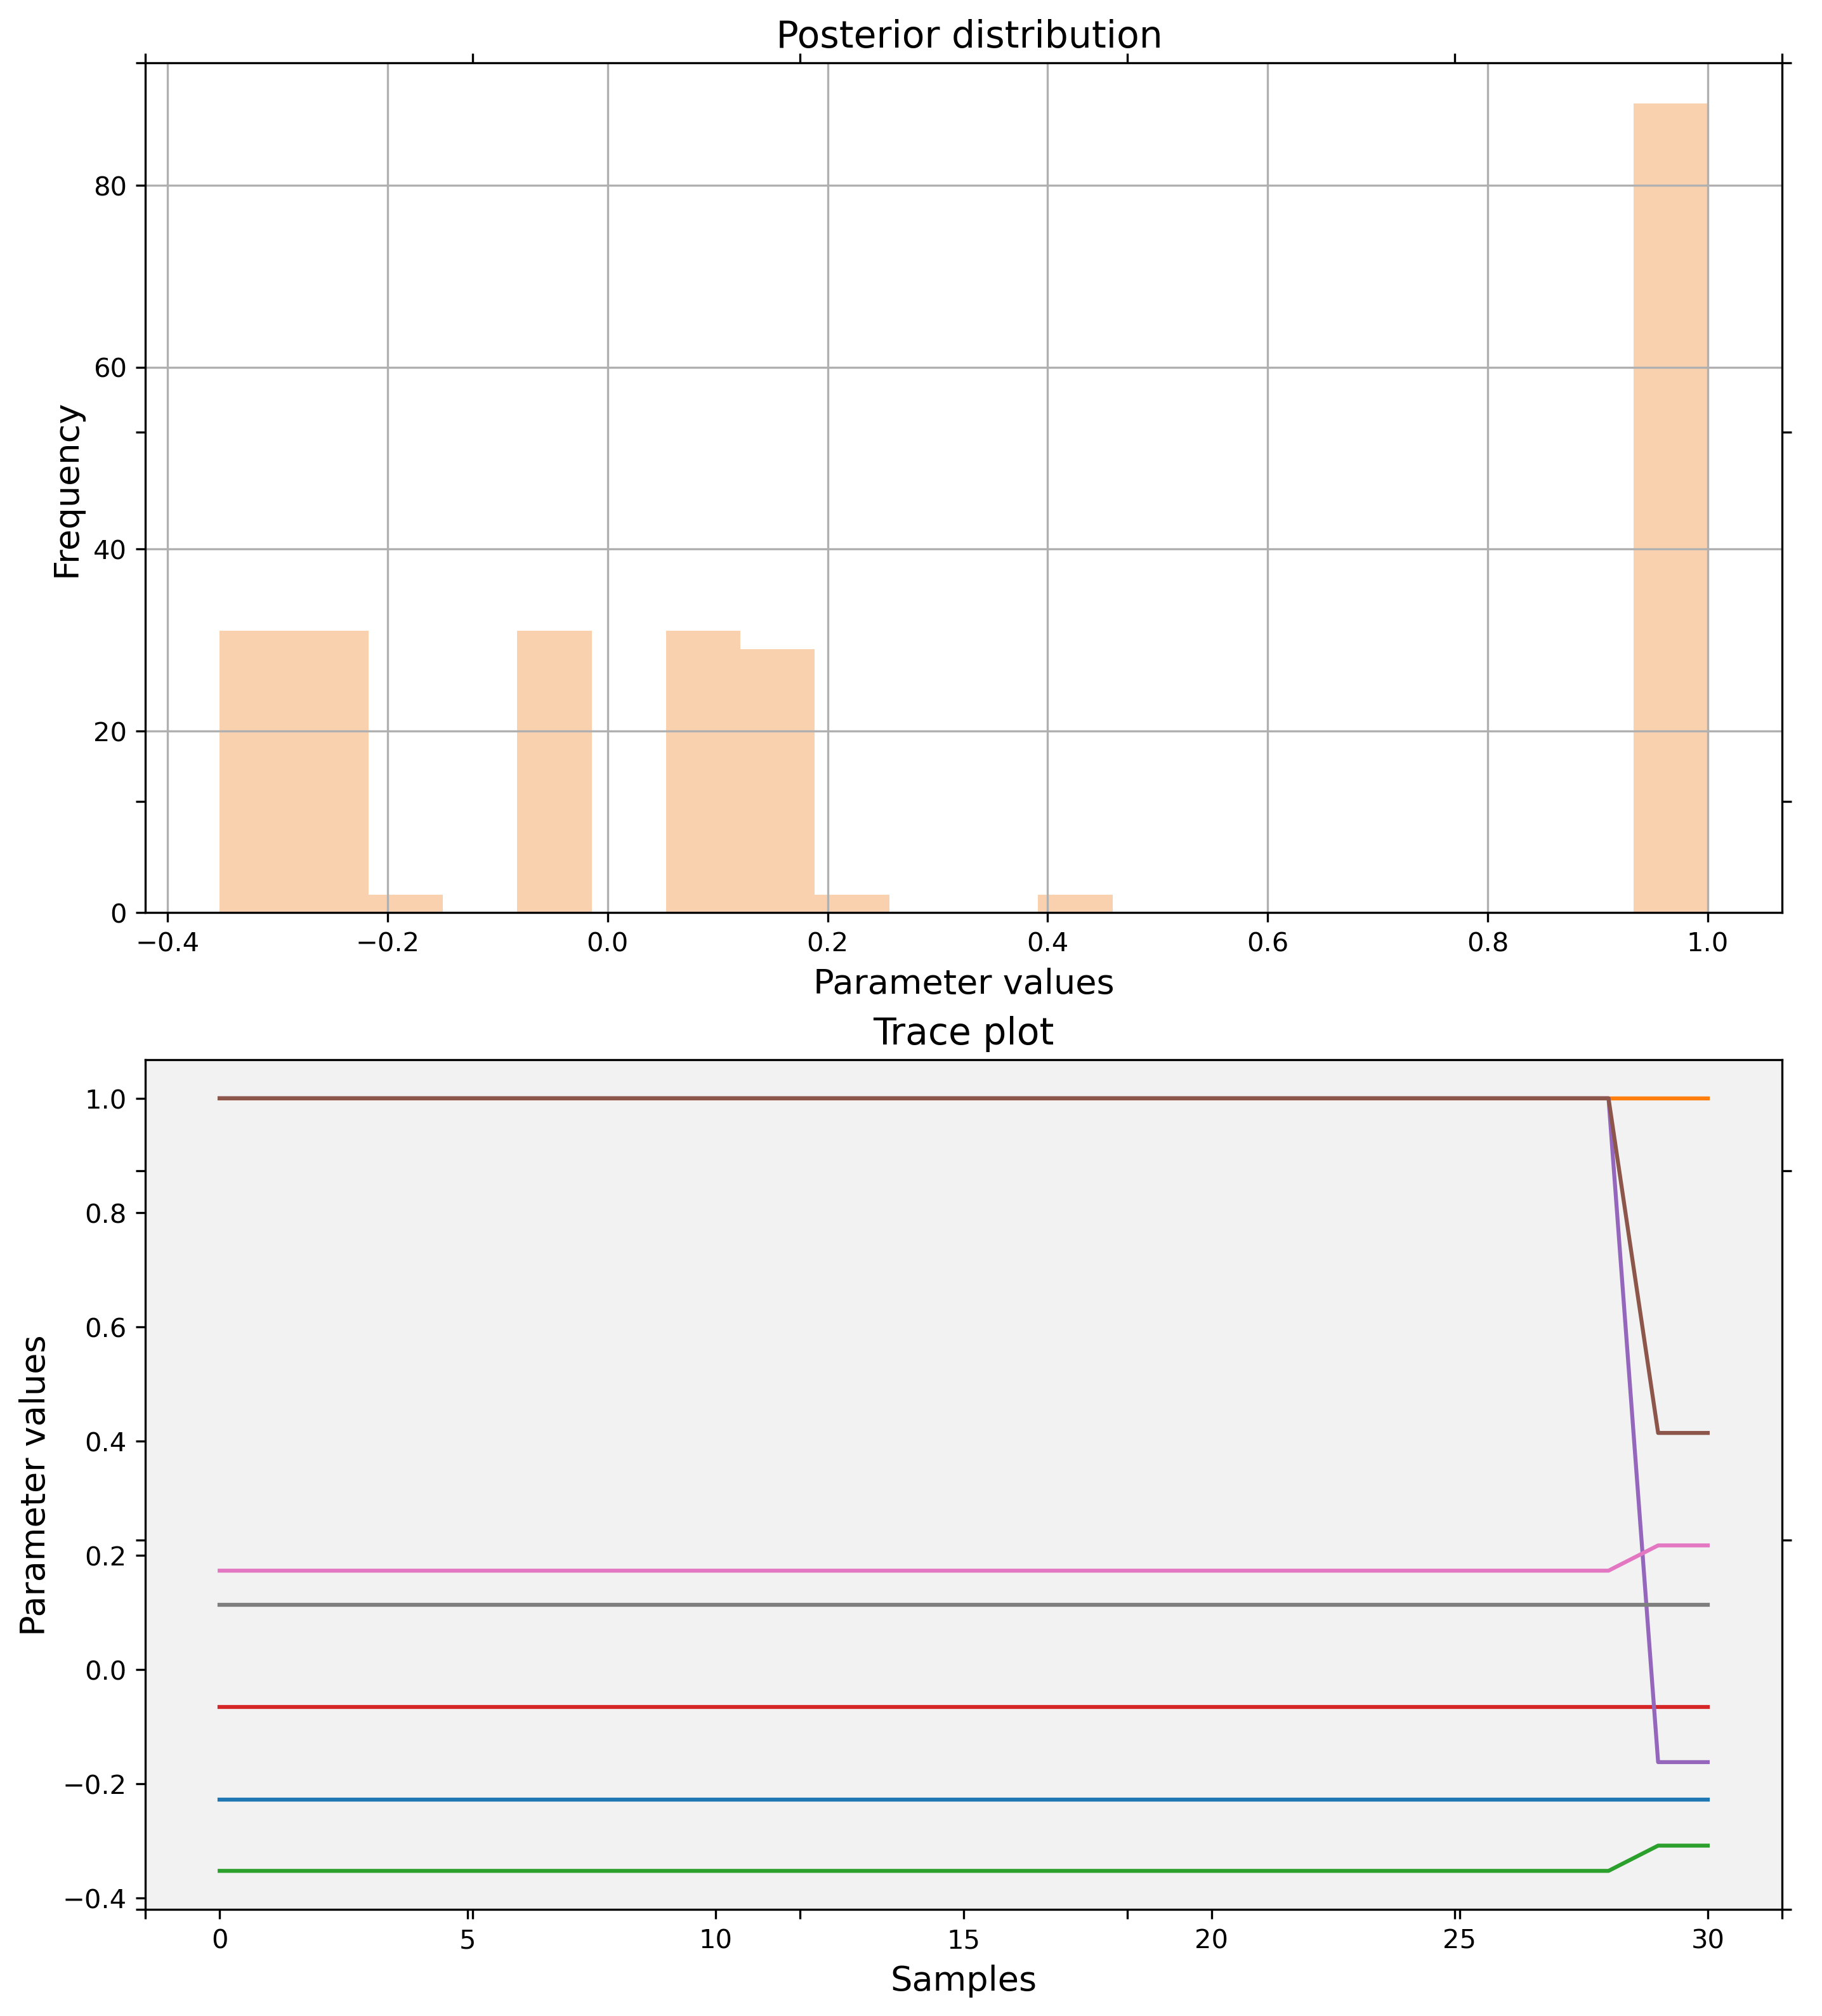 Posterior distribution
Frequency
80
60
40
20
0
−0.4 −0.2 0.0 0.2 0.4 0.6 0.8 1.0
Parameter values
Trace plot
Parameter values
1.0
0.8
0.6
0.4
0.2
0.0
−0.2
−0.4
0 5 10 15 20 25 30
Samples